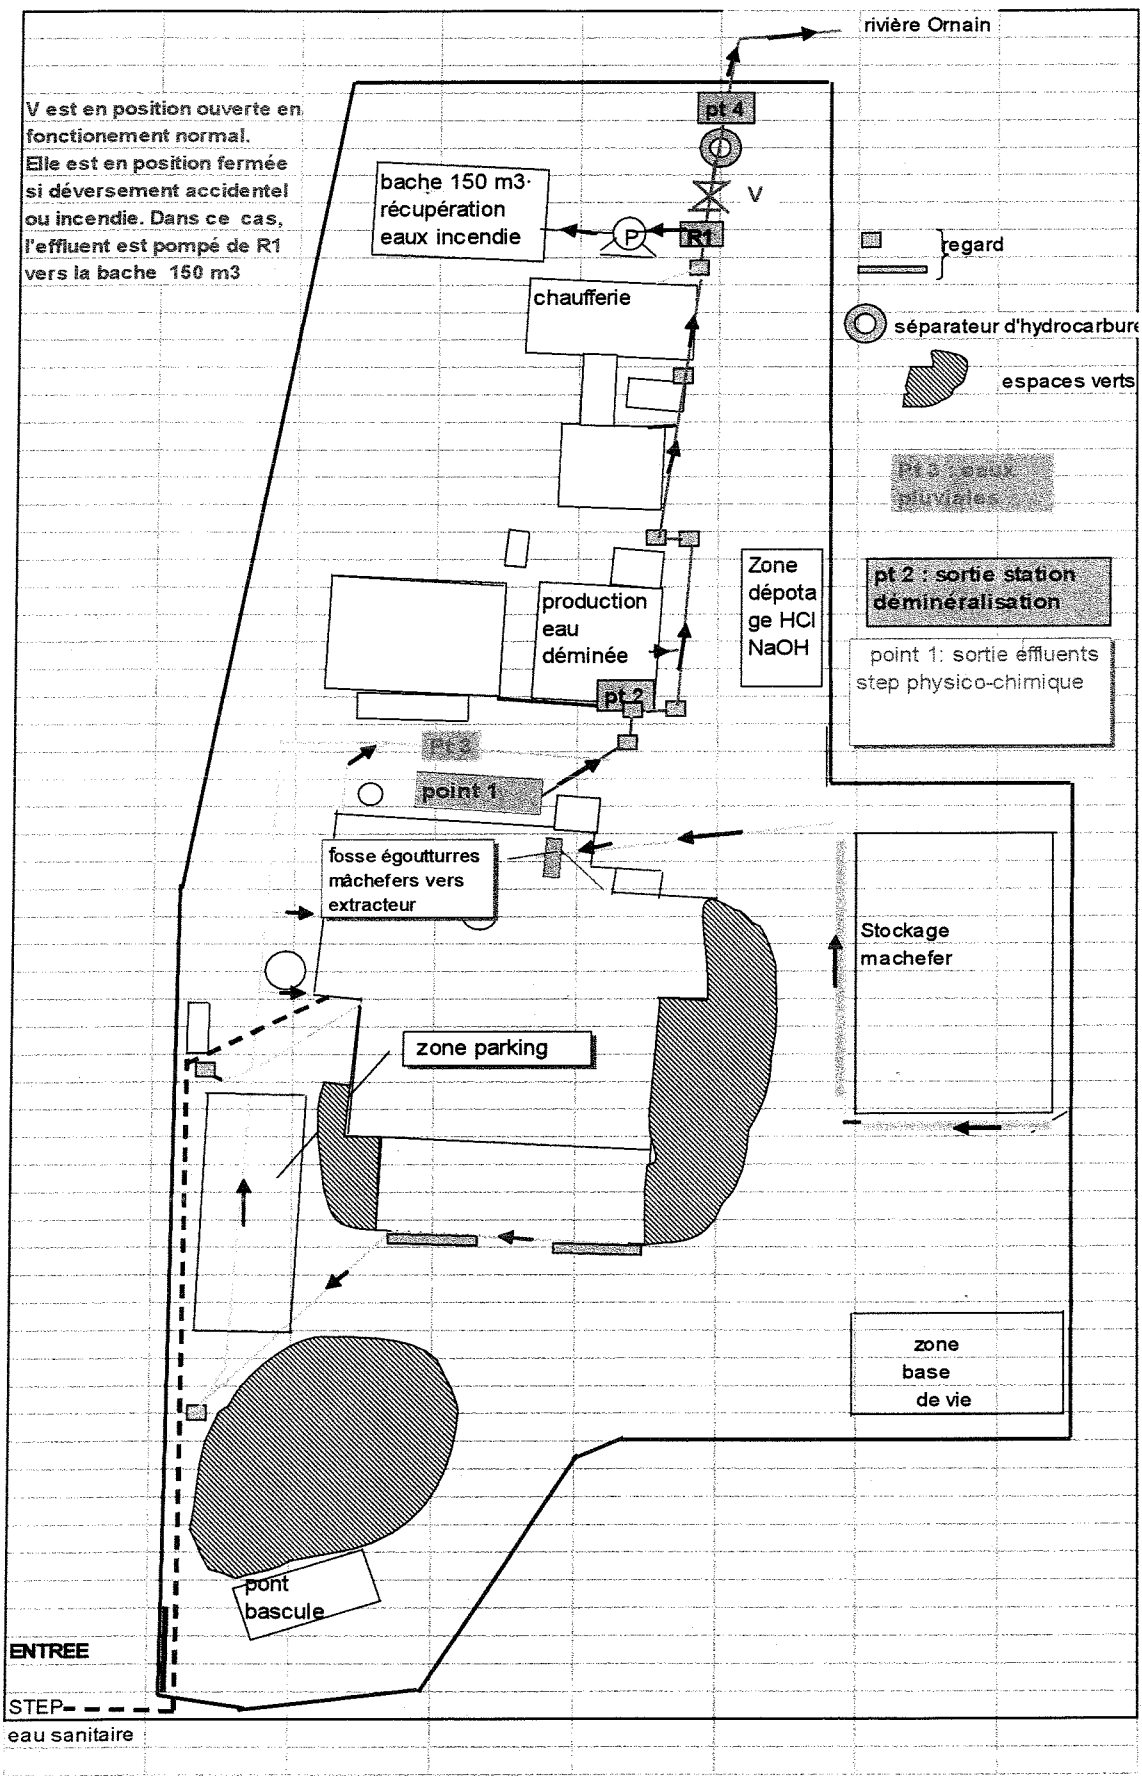 rivière Ornain
pt 4
V est en position ouverte en
fonctionement normal.
Elle est en position fermée
si déversement accidentel
ou incendie. Dans ce cas,
l'effluent est pompé de R1
vers la bache 150 m3
bache 150 m3
récupération
eaux incendie
P
R1
V
regard
chaufferie
séparateur d'hydrocarbure
espaces verts
Pt 3 : eaux
pluviales
Zone
dépota
ge HCl
NaOH
pt 2 : sortie station
déminéralisation
production
eau
déminée
point 1: sortie effluents
step physico-chimique
pt 2
Pt 3
point 1
fosse égoutturres
mâchefers vers
extracteur
Stockage
machefer
zone parking
zone
base
de vie
pont
bascule
ENTREE
STEP
eau sanitaire